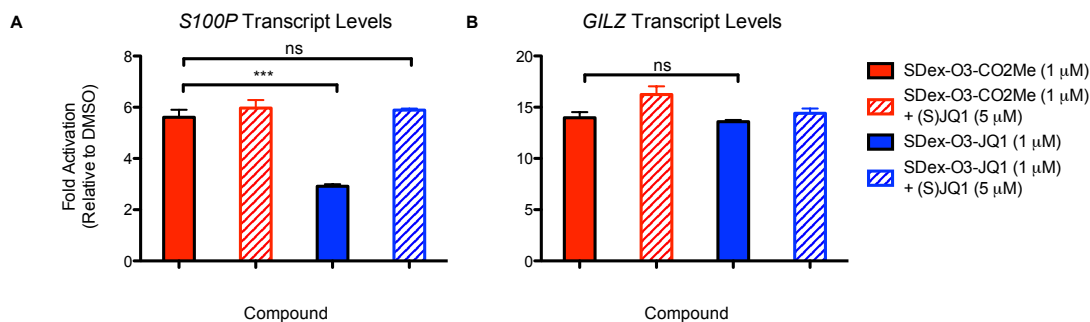 A
S100P Transcript Levels
ns
***
8
6
4
2
0
Fold Activation
(Relative to DMSO)
Compound
B
GILZ Transcript Levels
ns
20
15
10
5
0
Compound
SDex-O3-CO2Me (1 μM)
SDex-O3-CO2Me (1 μM)
+ (S)JQ1 (5 μM)
SDex-O3-JQ1 (1 μM)
SDex-O3-JQ1 (1 μM)
+ (S)JQ1 (5 μM)